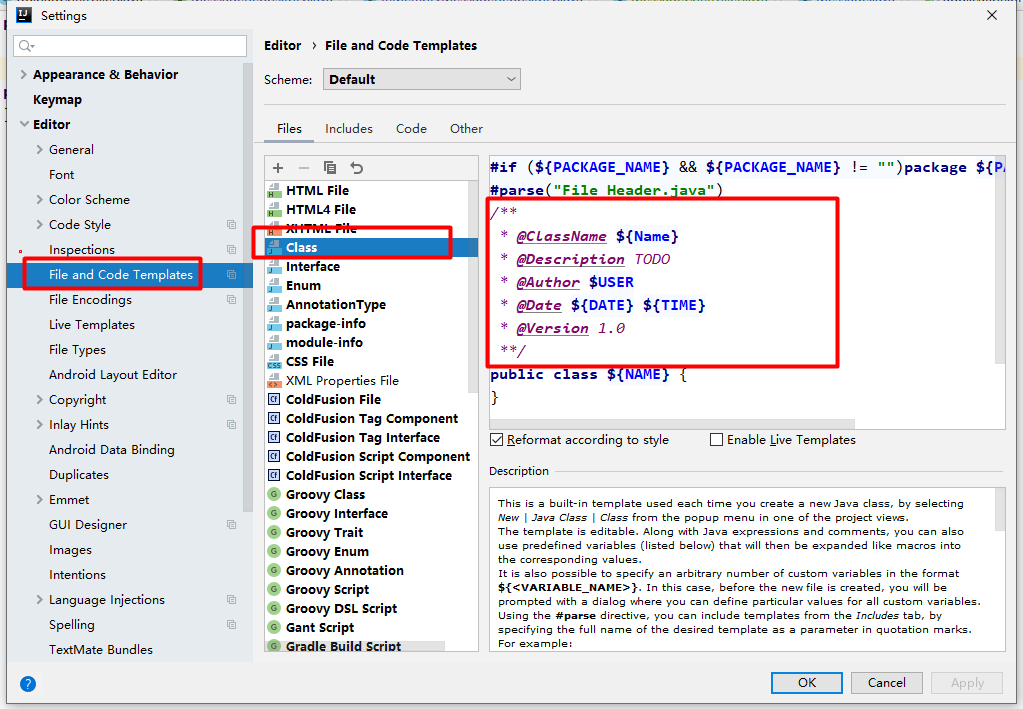 Settings
Editor › File and Code Templates
Scheme: Default
Files Includes Code Other
Appearance & Behavior
Keymap
Editor
General
Font
Color Scheme
Code Style
Inspections
File and Code Templates
File Encodings
Live Templates
File Types
Android Layout Editor
Copyright
Inlay Hints
Android Data Binding
Duplicates
Emmet
GUI Designer
Images
Intentions
Language Injections
Spelling
TextMate Bundles
HTML File
HTML4 File
XHTML File
Class
Interface
Enum
AnnotationType
package-info
module-info
CSS File
XML Properties File
ColdFusion File
ColdFusion Tag Component
ColdFusion Tag Interface
ColdFusion Script Component
ColdFusion Script Interface
Groovy Class
Groovy Interface
Groovy Trait
Groovy Enum
Groovy Annotation
Groovy Script
Groovy DSL Script
Gant Script
Gradle Build Script
#if (${PACKAGE_NAME} && ${PACKAGE_NAME} != "")package ${PA
#parse("File Header.java")
/**
* @ClassName ${Name}
* @Description TODO
* @Author $USER
* @Date ${DATE} ${TIME}
* @Version 1.0
**/
public class ${NAME} {
}
Reformat according to style Enable Live Templates
Description
This is a built-in template used each time you create a new Java class, by selecting
New | Java Class | Class from the popup menu in one of the project views.
The template is editable. Along with Java expressions and comments, you can also
use predefined variables (listed below) that will then be expanded like macros into
the corresponding values.
It is also possible to specify an arbitrary number of custom variables in the format
${<VARIABLE_NAME>}. In this case, before the new file is created, you will be
prompted with a dialog where you can define particular values for all custom variables.
Using the #parse directive, you can include templates from the Includes tab, by
specifying the full name of the desired template as a parameter in quotation marks.
For example:
? OK Cancel Apply